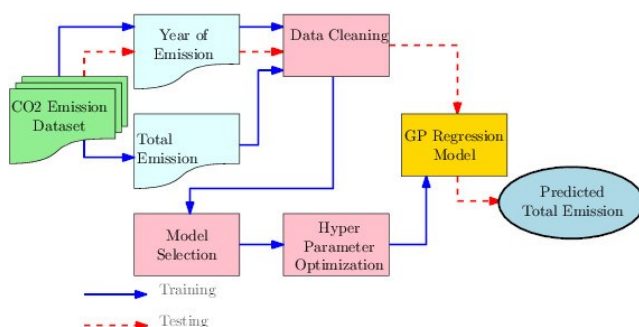 Year of
Emission
Data Cleaning
CO2 Emission
Dataset
Total
Emission
GP Regression
Model
Predicted
Total Emission
Model
Selection
Hyper
Parameter
Optimization
Training
Testing